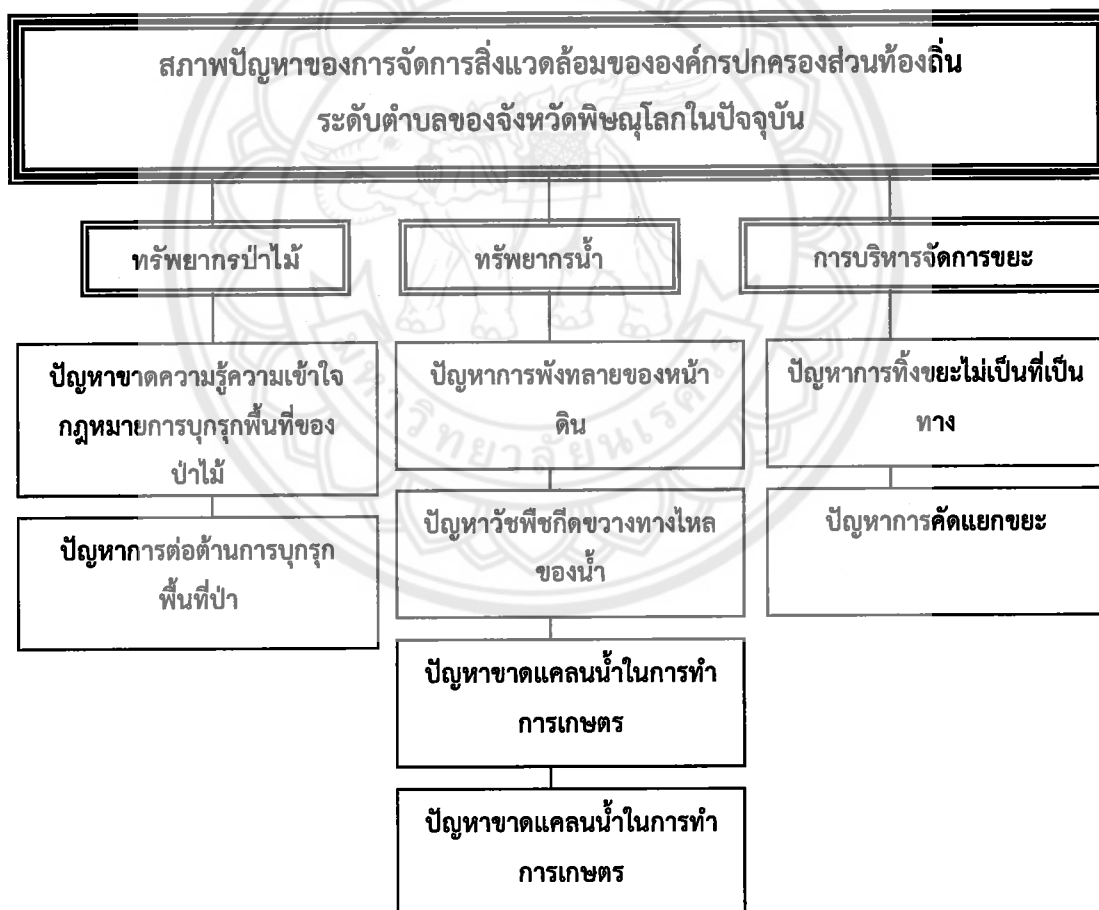 สภาพปัญหาของการจัดการสิ่งแวดล้อมขององค์กรปกครองส่วนท้องถิ่น
ระดับตำบลของจังหวัดพิษณุโลกในปัจจุบัน
ทรัพยากรป่าไม้
ทรัพยากรน้ำ
การบริหารจัดการขยะ
ปัญหาขาดความรู้ความเข้าใจ
กฎหมายการบุกรุกพื้นที่ของ
ป่าไม้
ปัญหาการต่อต้านการบุกรุก
พื้นที่ป่า
ปัญหาการพังทลายของหน้า
ดิน
ปัญหาวัชพืชกีดขวางทางไหล
ของน้ำ
ปัญหาขาดแคลนน้ำในการทำ
การเกษตร
ปัญหาขาดแคลนน้ำในการทำ
การเกษตร
ปัญหาการทิ้งขยะไม่เป็นที่เป็น
ทาง
ปัญหาการคัดแยกขยะ
มหาวิทยาลัยนเรศวร